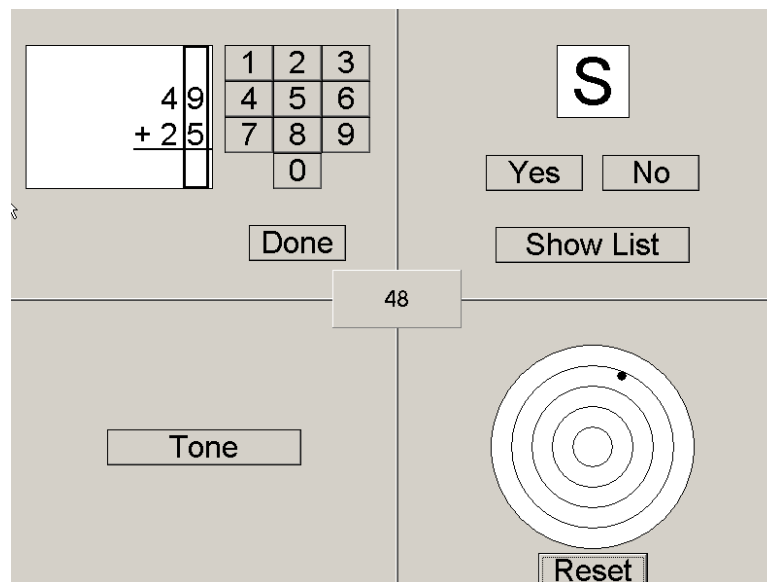 4 9
+ 2 5
1 2 3
4 5 6
7 8 9
0
Done
S
Yes No
Show List
48
Tone
Reset